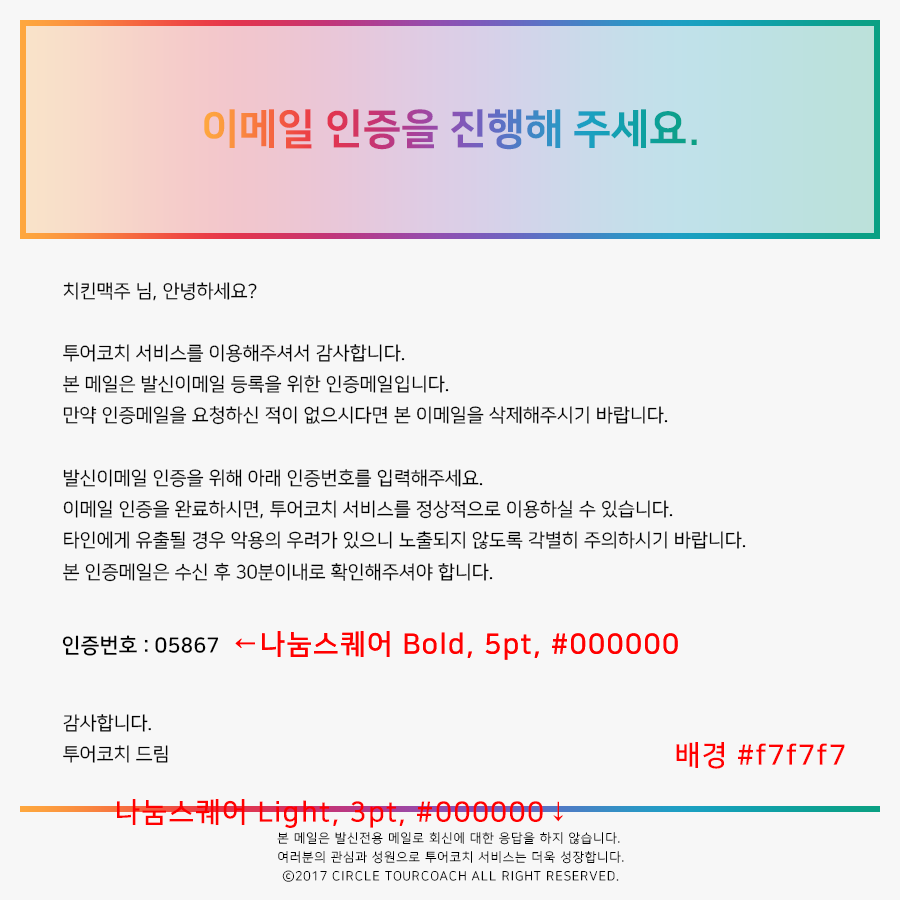 이메일 인증을 진행해 주세요.
치킨맥주 님, 안녕하세요?
투어코치 서비스를 이용해주셔서 감사합니다.
본 메일은 발신이메일 등록을 위한 인증메일입니다.
만약 인증메일을 요청하신 적이 없으시다면 본 이메일을 삭제해주시기 바랍니다.
발신이메일 인증을 위해 아래 인증번호를 입력해주세요.
이메일 인증을 완료하시면, 투어코치 서비스를 정상적으로 이용하실 수 있습니다.
타인에게 유출될 경우 악용의 우려가 있으니 노출되지 않도록 각별히 주의하시기 바랍니다.
본 인증메일은 수신 후 30분이내로 확인해주셔야 합니다.
인증번호 : 05867 ←나눔스퀘어 Bold, 5pt, #000000
감사합니다.
투어코치 드림
배경 #f7f7f7
나눔스퀘어 Light, 3pt, #000000↓
본 메일은 발신전용 메일로 회신에 대한 응답을 하지 않습니다.
여러분의 관심과 성원으로 투어코치 서비스는 더욱 성장합니다.
©2017 CIRCLE TOURCOACH ALL RIGHT RESERVED.